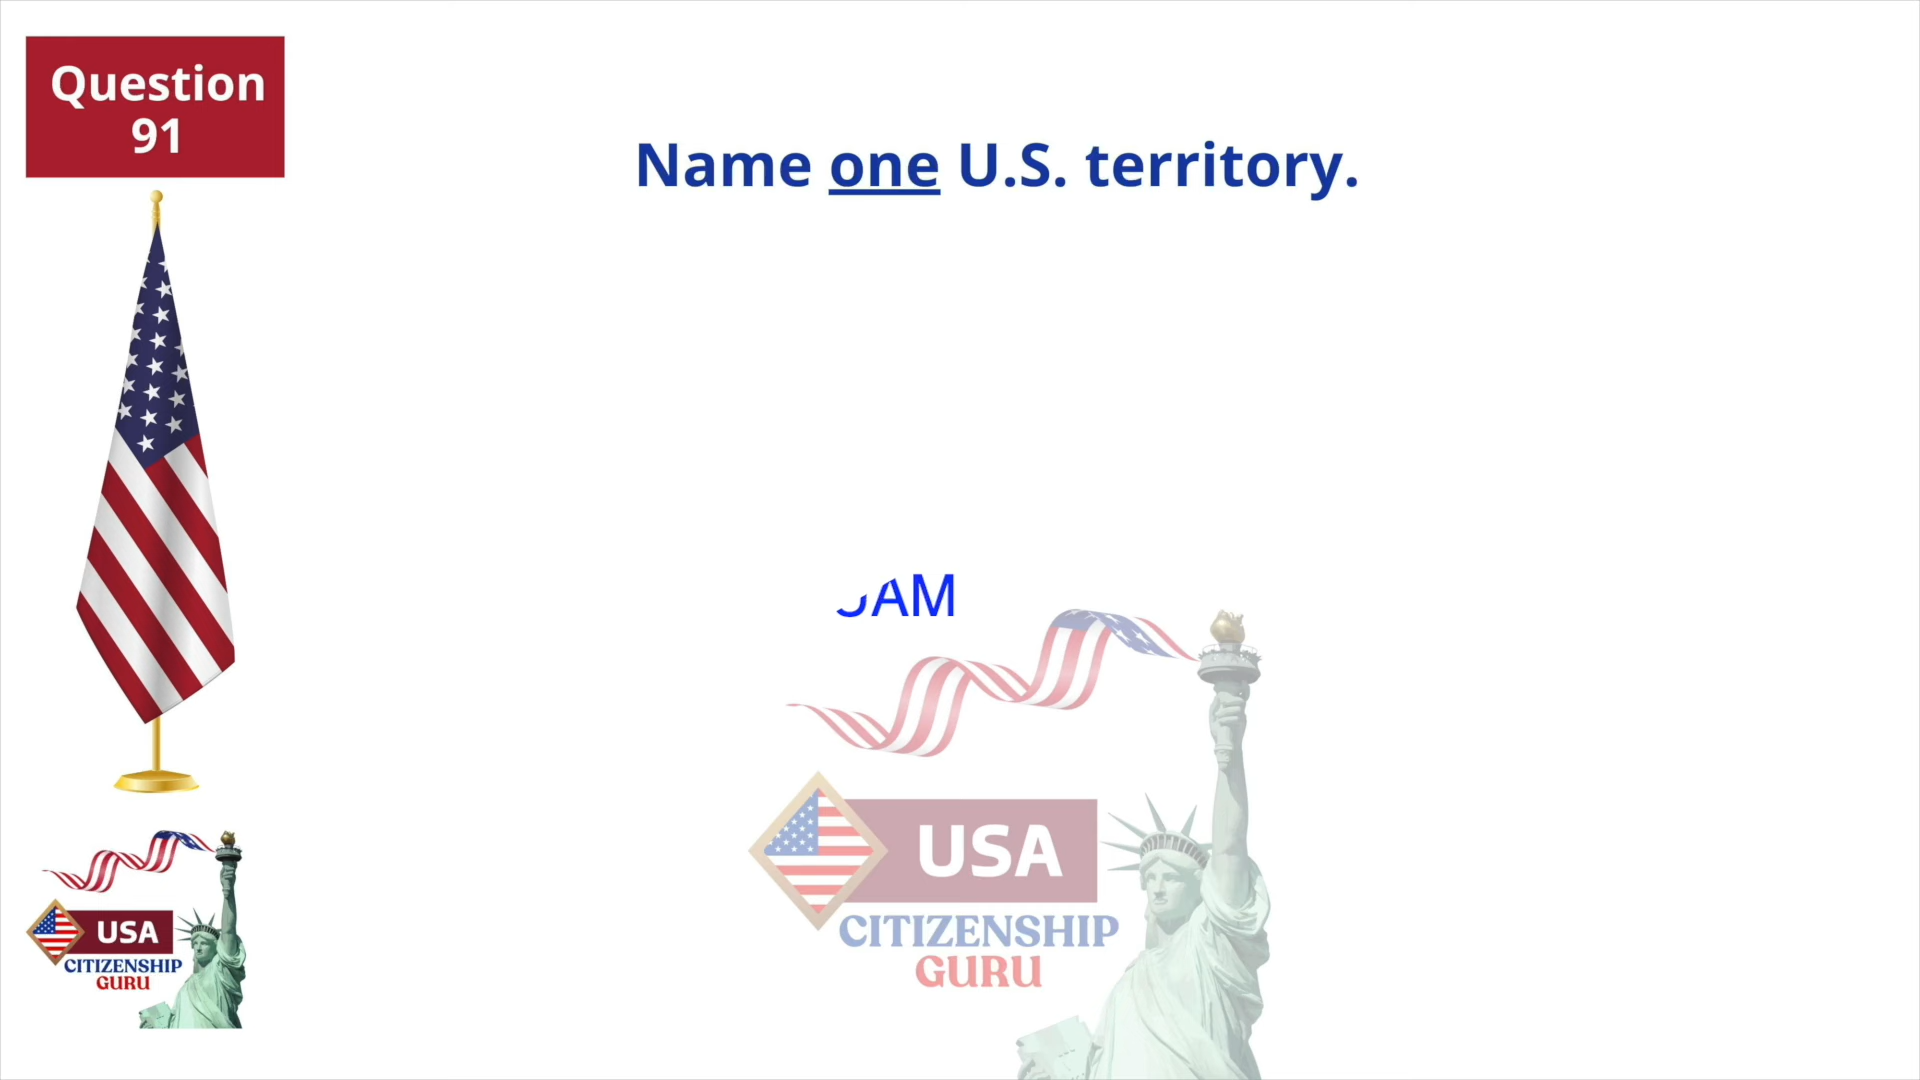 Question
91
Name one U.S. territory.
USA
CITIZENSHIP
GURU
USA
CITIZENSHIP
GURU